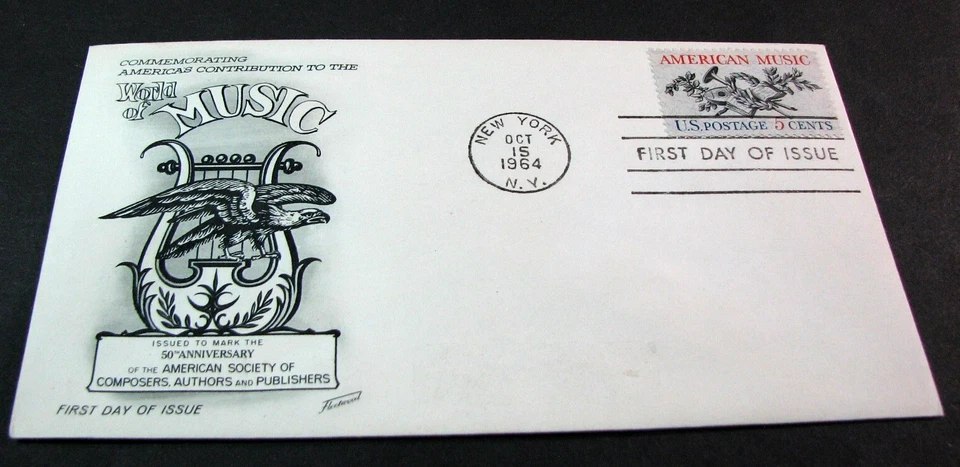 COMMEMORATING
AMERICAS CONTRIBUTION TO THE
World
of MUSIC
ISSUED TO MARK THE
50TH ANNIVERSARY
OF THE AMERICAN SOCIETY OF
COMPOSERS, AUTHORS AND PUBLISHERS
FIRST DAY OF ISSUE
Fleetwood
NEW YORK
OCT
15
1964
N.Y.
AMERICAN MUSIC
U.S. POSTAGE 5 CENTS
FIRST DAY OF ISSUE